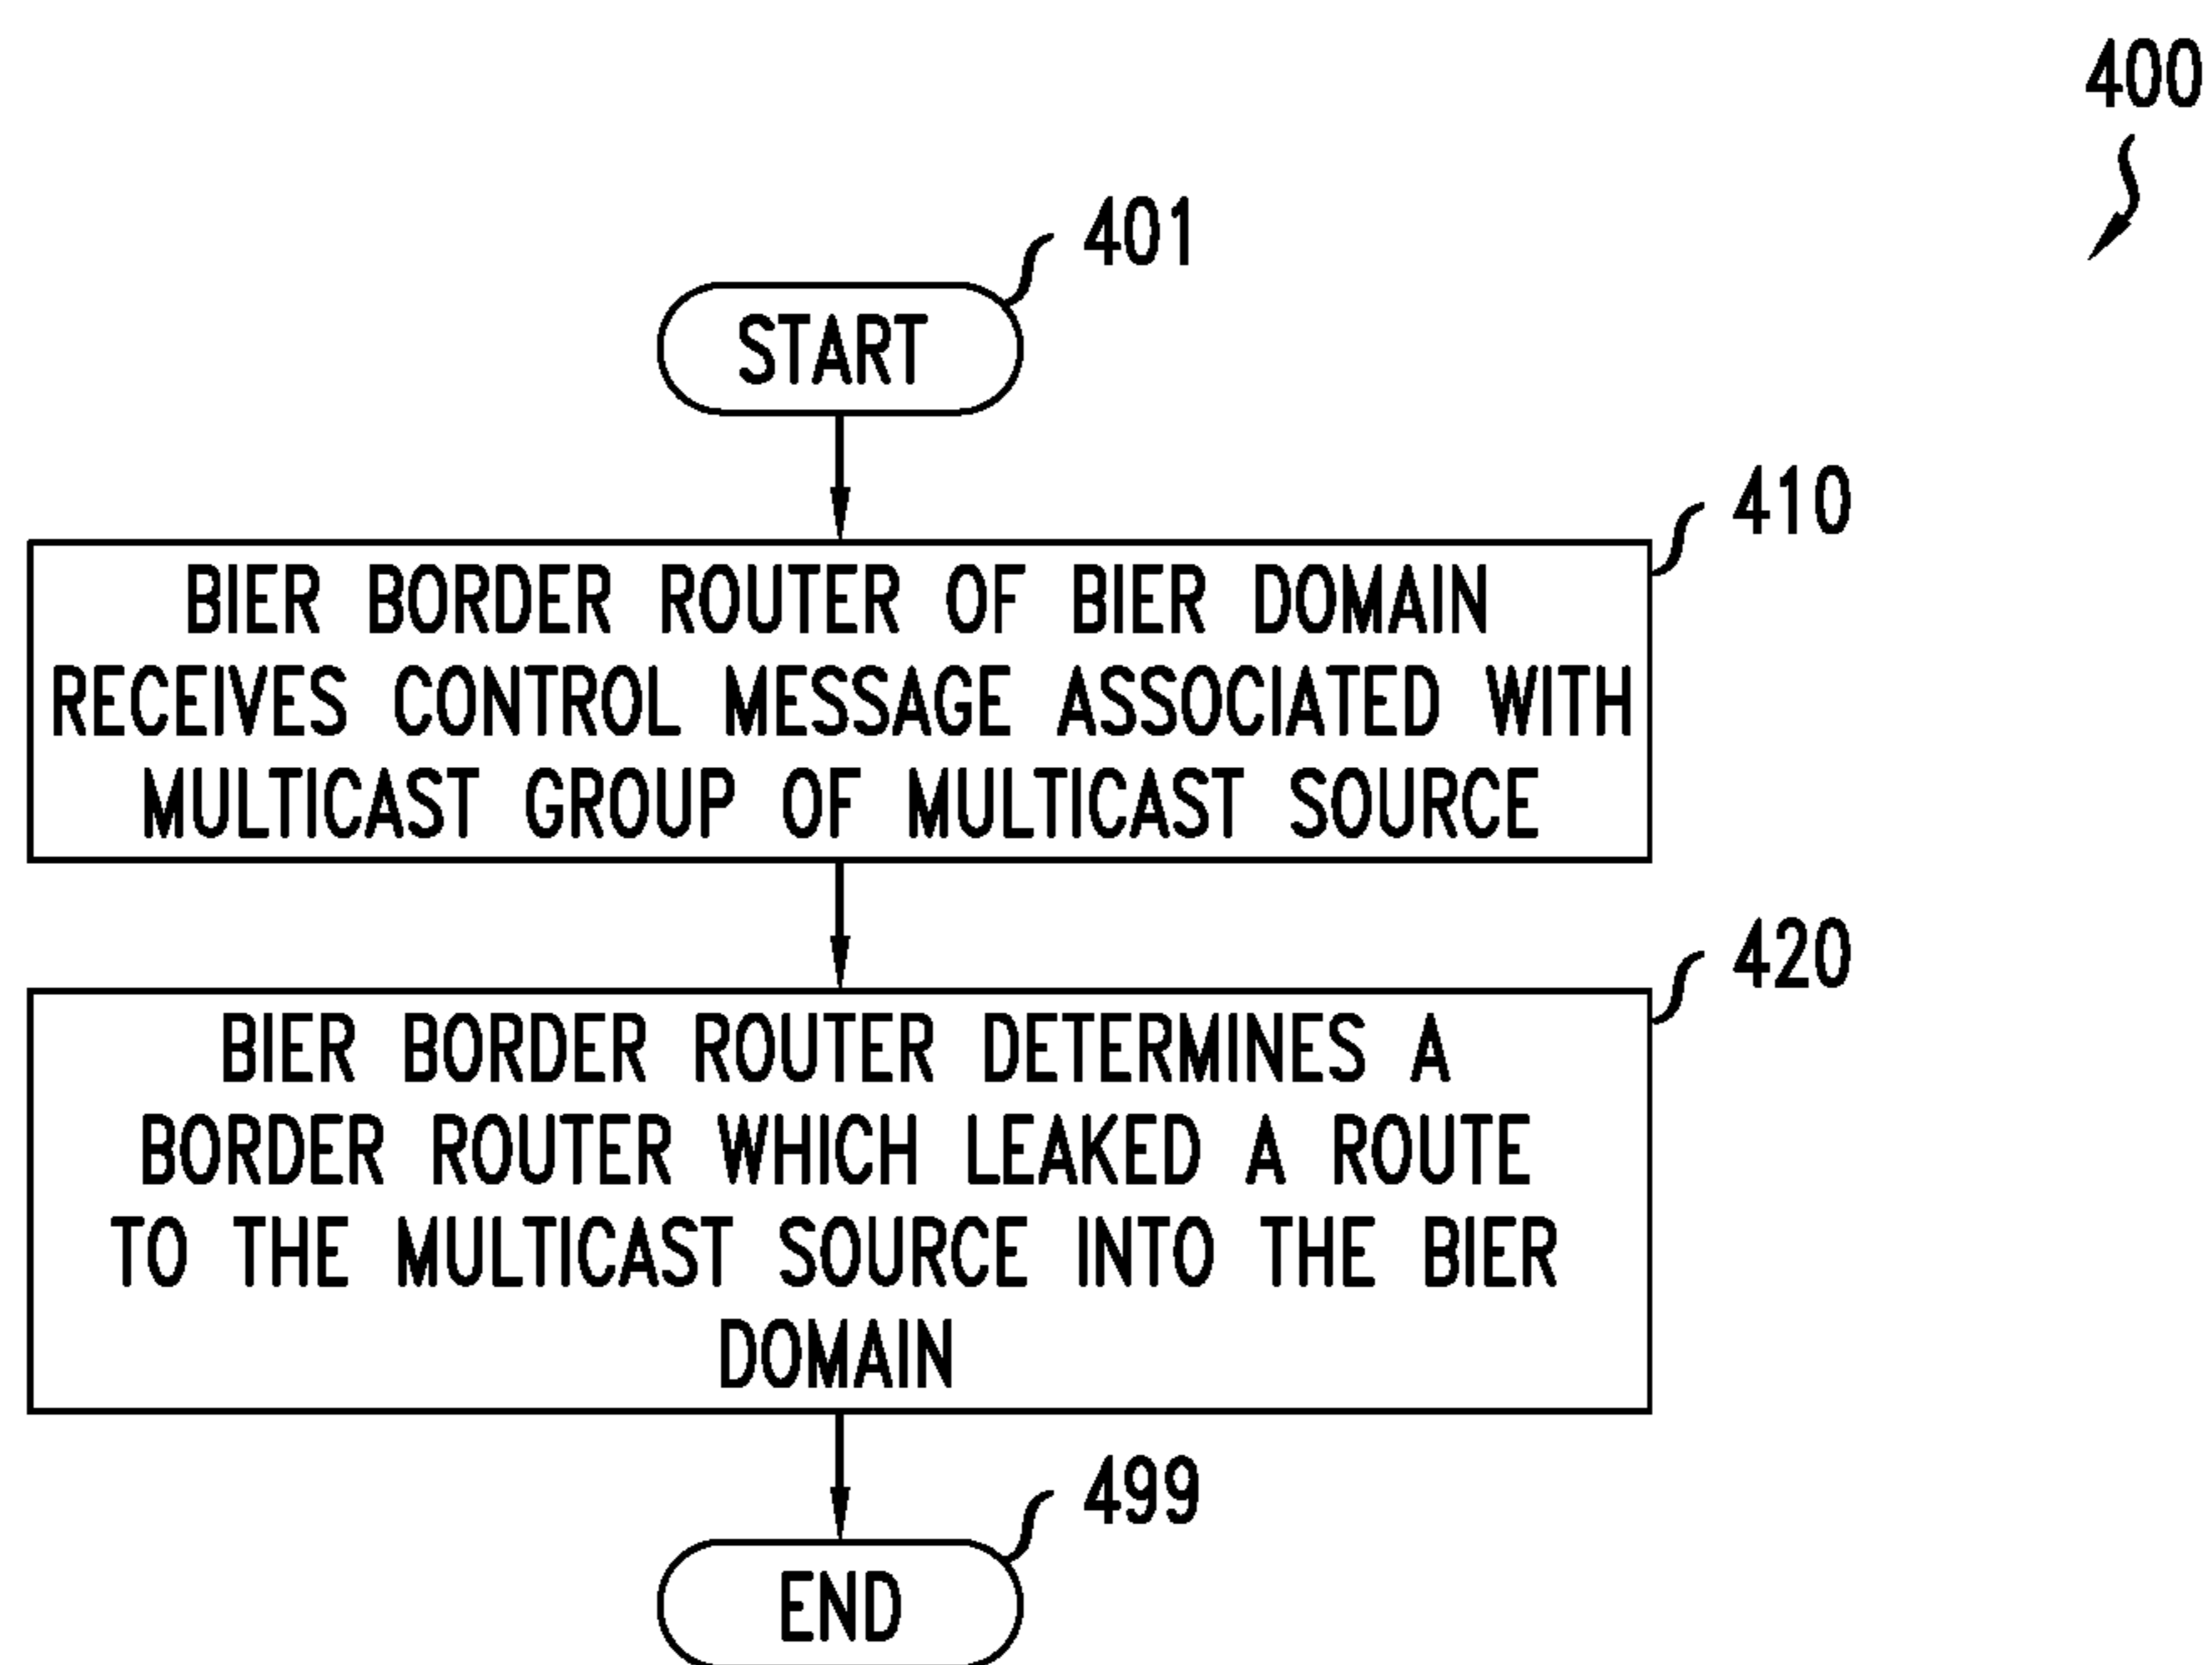 400
401
START
410
BIER BORDER ROUTER OF BIER DOMAIN
RECEIVES CONTROL MESSAGE ASSOCIATED WITH
MULTICAST GROUP OF MULTICAST SOURCE
420
BIER BORDER ROUTER DETERMINES A
BORDER ROUTER WHICH LEAKED A ROUTE
TO THE MULTICAST SOURCE INTO THE BIER
DOMAIN
499
END